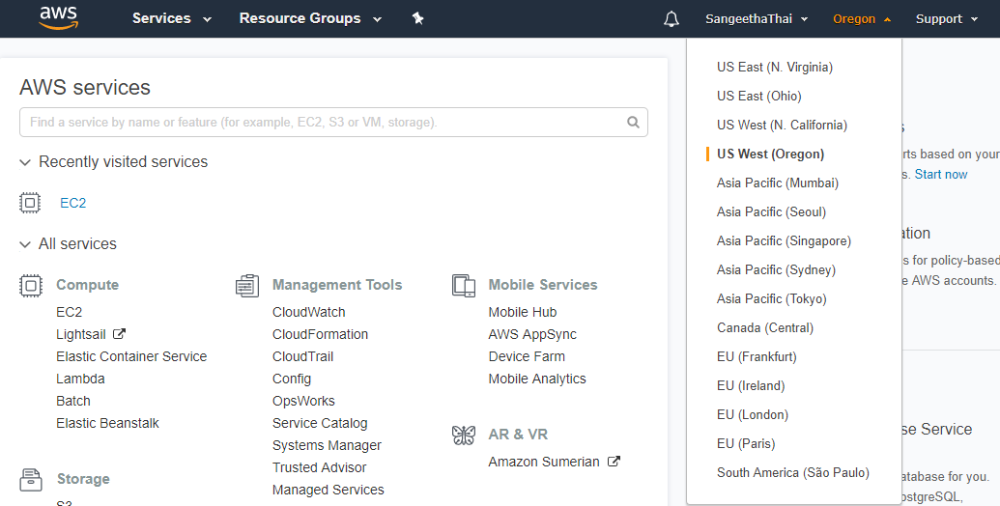 aws
Services
Resource Groups
SangeethaThai
Oregon
Support
AWS services
Find a service by name or feature (for example, EC2, S3 or VM, storage).
Recently visited services
EC2
All services
Compute
EC2
Lightsail
Elastic Container Service
Lambda
Batch
Elastic Beanstalk
Storage
S3
Management Tools
CloudWatch
CloudFormation
CloudTrail
Config
OpsWorks
Service Catalog
Systems Manager
Trusted Advisor
Managed Services
Mobile Services
Mobile Hub
AWS AppSync
Device Farm
Mobile Analytics
AR & VR
Amazon Sumerian
US East (N. Virginia)
US East (Ohio)
US West (N. California)
US West (Oregon)
Asia Pacific (Mumbai)
Asia Pacific (Seoul)
Asia Pacific (Singapore)
Asia Pacific (Sydney)
Asia Pacific (Tokyo)
Canada (Central)
EU (Frankfurt)
EU (Ireland)
EU (London)
EU (Paris)
South America (São Paulo)
s
rts based on your
s. Start now
ation
s for policy-based
e AWS accounts.
se Service
atabase for you.
ostgreSQL,